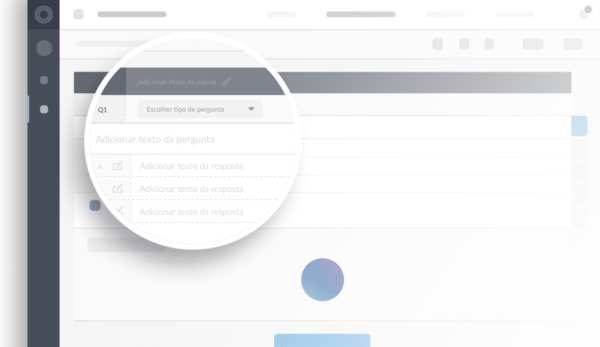 Adicionar título da página
Q1
Escolher tipo de pergunta
Adicionar texto da pergunta
A.
Adicionar texto da resposta
Adicionar texto da resposta
Adicionar texto da resposta